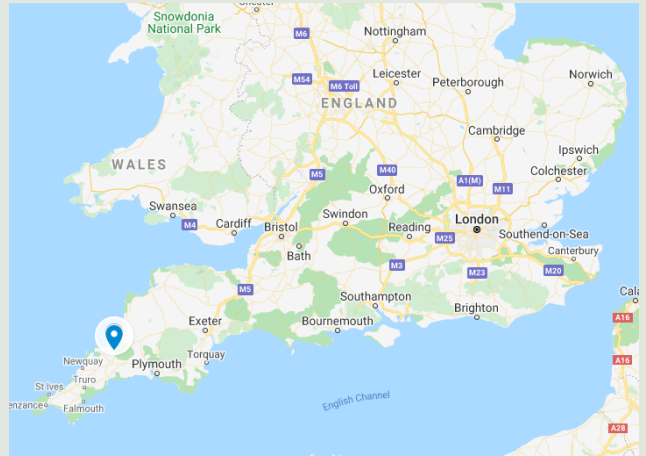 Chester
Snowdonia
National Park
M6
Nottingham
M54
M6 Toll
Leicester
Peterborough
Norwich
ENGLAND
Cambridge
WALES
M5
M40
A1(M)
M11
Ipswich
Colchester
Oxford
Swansea
M4
Cardiff
Bristol
Swindon
Reading
London
Southend-on-Sea
M25
Bath
Canterbury
M3
M23
M20
M5
Southampton
Brighton
Exeter
Bournemouth
A16
Newquay
Plymouth
Torquay
A16
St Ives
Truro
enzance
Falmouth
English Channel
A28